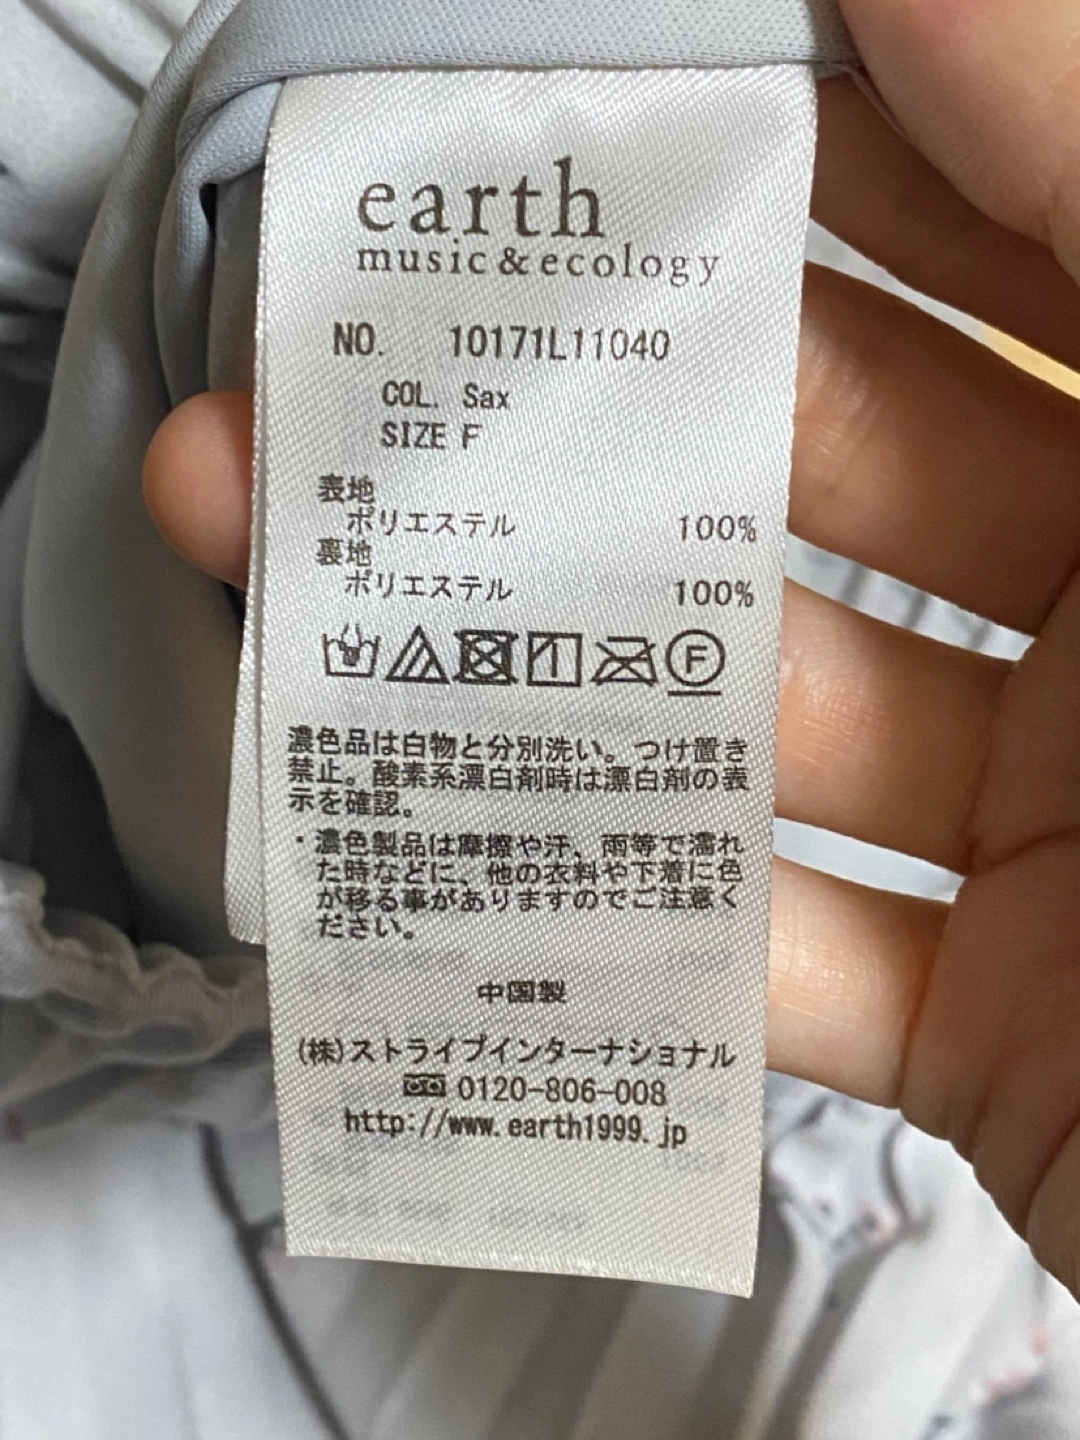 earth
music&ecology
NO. 10171L11040
COL. Sax
SIZE F
表地
ポリエステル 100%
裏地
ポリエステル 100%
F
濃色品は白物と分別洗い。つけ置き
禁止。酸素系漂白剤時は漂白剤の表
示を確認。
・濃色製品は摩擦や汗、雨等で濡れ
た時などに、他の衣料や下着に色
が移る事がありますのでご注意く
ださい。
中国製
(株)ストライプインターナショナル
0120-806-008
http://www.earth1999.jp